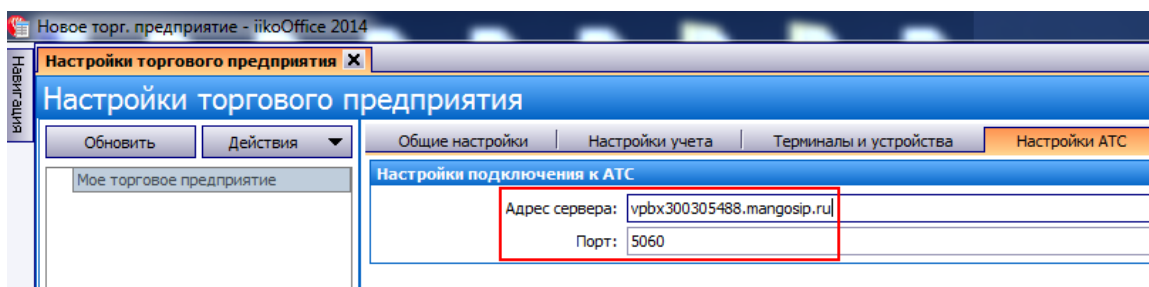 Новое торг. предприятие - iikoOffice 2014
Навигация
Настройки торгового предприятия X
Настройки торгового предприятия
Обновить Действия Общие настройки Настройки учета Терминалы и устройства Настройки АТС
Мое торговое предприятие
Настройки подключения к АТС
Адрес сервера: vpbx300305488.mangosip.ru
Порт: 5060